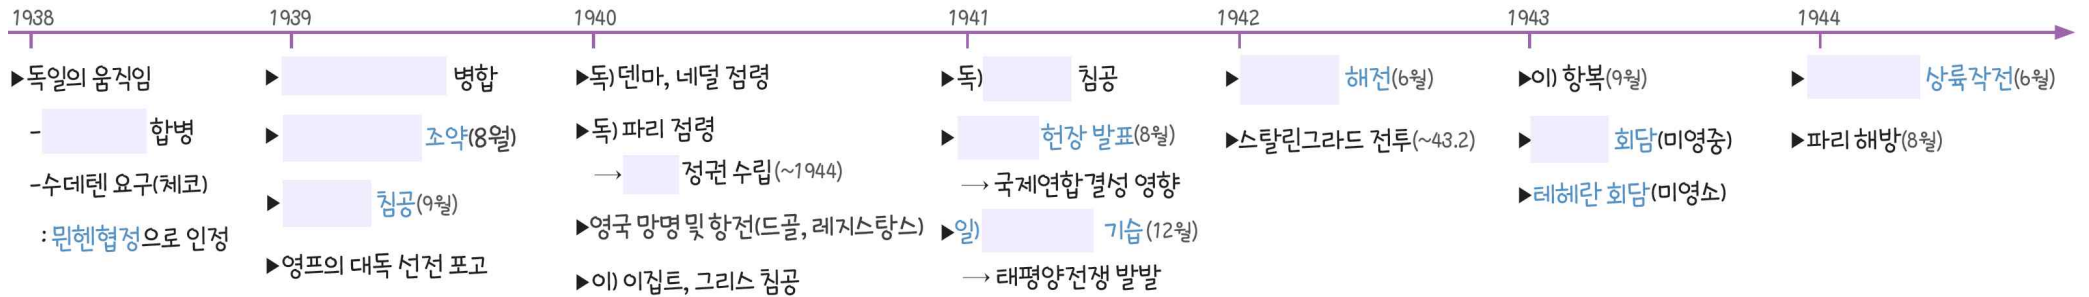 1938 1939 1940 1941 1942 1943 1944
▶독일의 움직임
- 합병
-수데텐 요구(체코)
: 뮌헨협정으로 인정
▶ 병합
▶ 조약(8월)
▶ 침공(9월)
▶영프의 대독 선전 포고
▶독) 덴마, 네덜 점령
▶독) 파리 점령
→ 정권 수립(~1944)
▶영국 망명 및 항전(드골, 레지스탕스)
▶이) 이집트, 그리스 침공
▶독) 침공
▶ 헌장 발표(8월)
→ 국제연합 결성 영향
▶일) 기습(12월)
→ 태평양전쟁 발발
▶ 해전(6월)
▶스탈린그라드 전투(~43.2)
▶이) 항복(9월)
▶ 회담(미영중)
▶테헤란 회담(미영소)
▶ 상륙작전(6월)
▶파리 해방(8월)